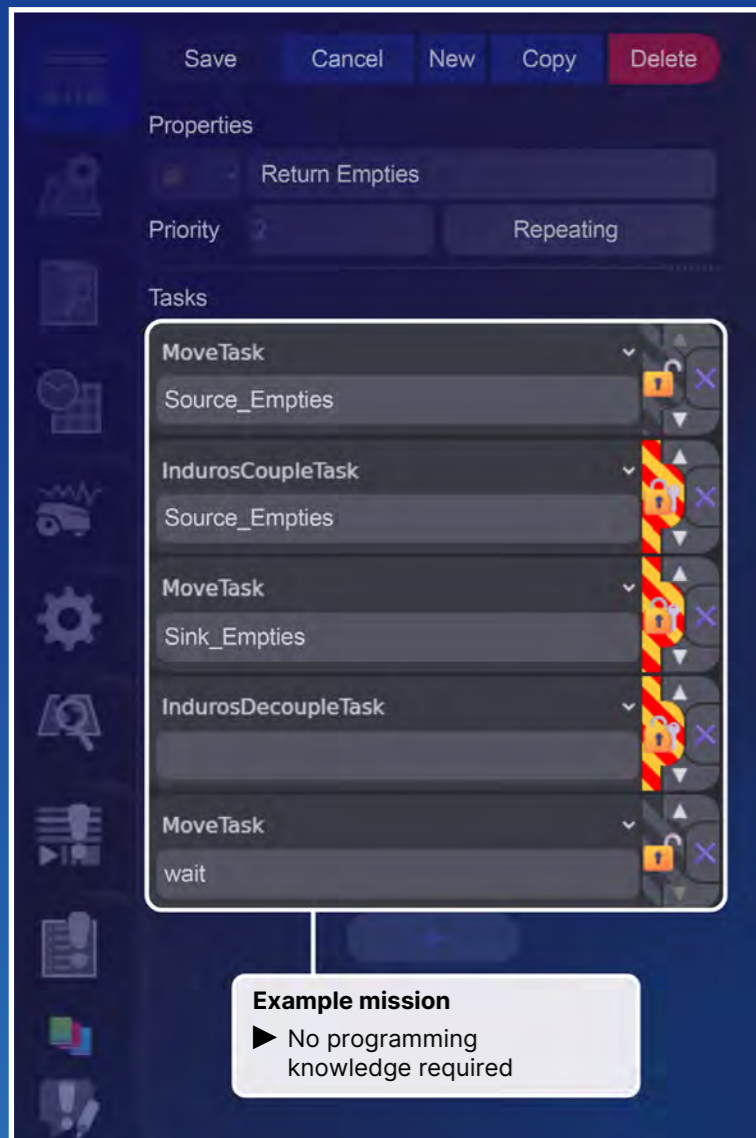 Save Cancel New Copy Delete
Properties
Return Empties
Priority 2 Repeating
Tasks
MoveTask
Source_Empties
IndurosCoupleTask
Source_Empties
MoveTask
Sink_Empties
IndurosDecoupleTask
MoveTask
wait
Example mission
▶ No programming
knowledge required